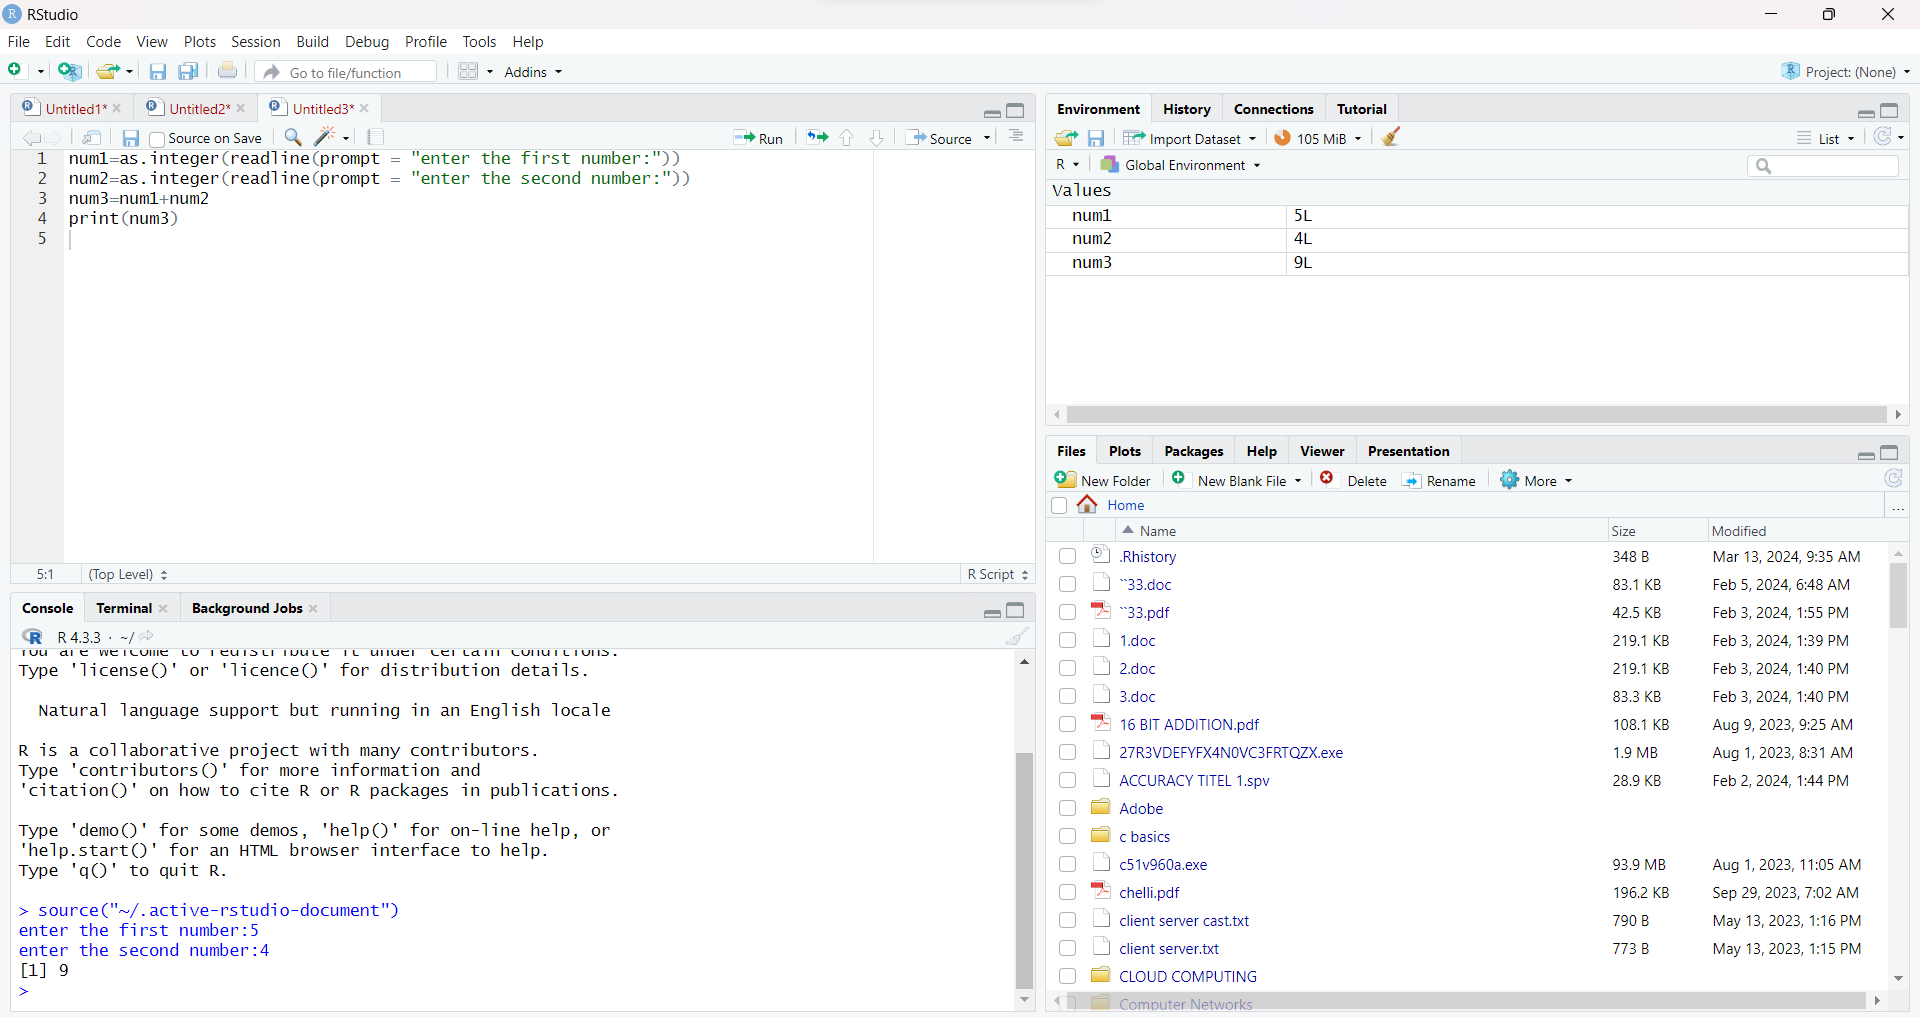 RStudio
File Edit Code View Plots Session Build Debug Profile Tools Help
Go to file/function Addins Project: (None)
Untitled1* Untitled2* Untitled3*
Source on Save Run Source
1 num1=as.integer(readline(prompt = "enter the first number:"))
2 num2=as.integer(readline(prompt = "enter the second number:"))
3 num3=num1+num2
4 print(num3)
5
5:1 (Top Level) R Script
Console Terminal Background Jobs
R 4.3.3 · ~/
You are welcome to redistribute it under certain conditions.
Type 'license()' or 'licence()' for distribution details.
Natural language support but running in an English locale
R is a collaborative project with many contributors.
Type 'contributors()' for more information and
'citation()' on how to cite R or R packages in publications.
Type 'demo()' for some demos, 'help()' for on-line help, or
'help.start()' for an HTML browser interface to help.
Type 'q()' to quit R.
> source("~/.active-rstudio-document")
enter the first number:5
enter the second number:4
[1] 9
>
Environment History Connections Tutorial
Import Dataset 105 MiB List
R Global Environment
Values
num1 5L
num2 4L
num3 9L
Files Plots Packages Help Viewer Presentation
New Folder New Blank File Delete Rename More
Home ...
Name Size Modified
.Rhistory 348 B Mar 13, 2024, 9:35 AM
``33.doc 83.1 KB Feb 5, 2024, 6:48 AM
``33.pdf 42.5 KB Feb 3, 2024, 1:55 PM
1.doc 219.1 KB Feb 3, 2024, 1:39 PM
2.doc 219.1 KB Feb 3, 2024, 1:40 PM
3.doc 83.3 KB Feb 3, 2024, 1:40 PM
16 BIT ADDITION.pdf 108.1 KB Aug 9, 2023, 9:25 AM
27R3VDEFYFX4N0VC3FRTQZX.exe 1.9 MB Aug 1, 2023, 8:31 AM
ACCURACY TITEL 1.spv 28.9 KB Feb 2, 2024, 1:44 PM
Adobe
c basics
c51v960a.exe 93.9 MB Aug 1, 2023, 11:05 AM
chelli.pdf 196.2 KB Sep 29, 2023, 7:02 AM
client server cast.txt 790 B May 13, 2023, 1:16 PM
client server.txt 773 B May 13, 2023, 1:15 PM
CLOUD COMPUTING
Computer Networks